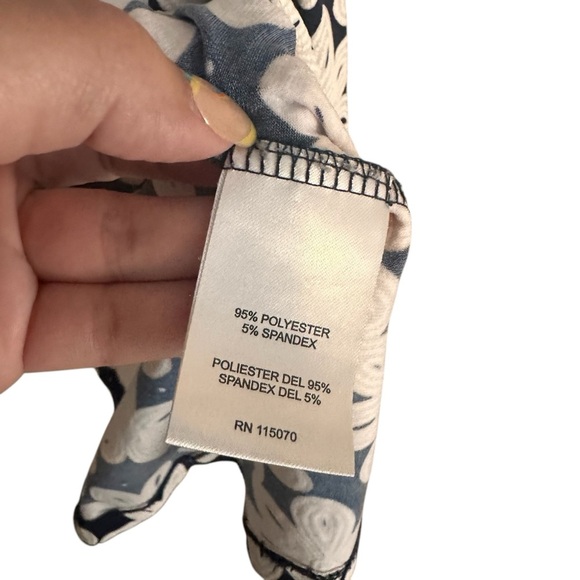 95% POLYESTER
5% SPANDEX
POLIESTER DEL 95%
SPANDEX DEL 5%
RN 115070